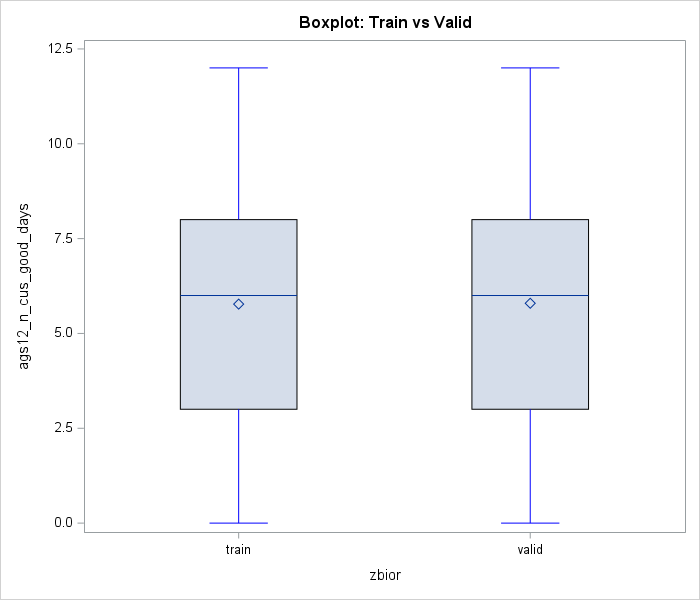 Boxplot: Train vs Valid
12.5
10.0
7.5
5.0
2.5
0.0
ags12_n_cus_good_days
train valid
zbior